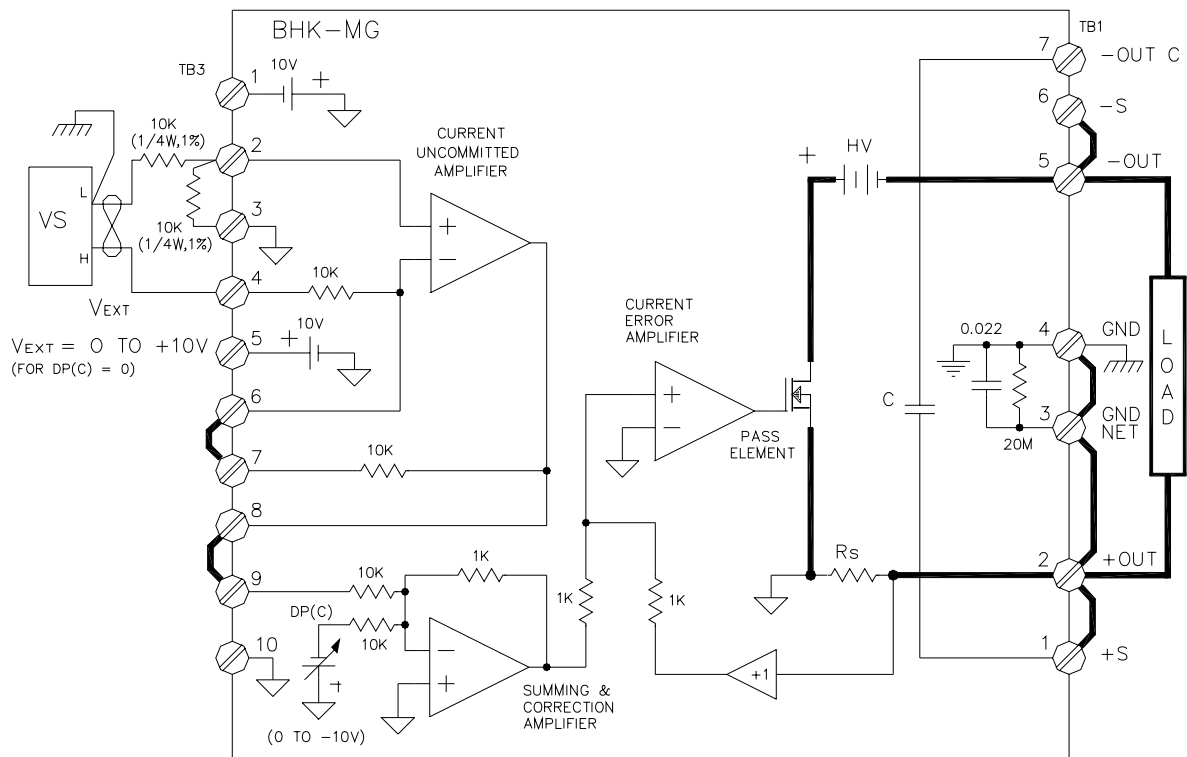 BHK-MG
TB1
TB3
1
10V
+
7
-OUT C
6
-S
10K
(1/4W,1%)
2
CURRENT
UNCOMMITTED
AMPLIFIER
+
HV
5
-OUT
L
VS
H
3
10K
(1/4W,1%)
+
−
4
10K
VEXT
CURRENT
ERROR
AMPLIFIER
VEXT = 0 TO +10V
(FOR DP(C) = 0)
5
+
10V
0.022
4
GND
LOAD
6
+
−
C
3
GND
NET
20M
PASS
ELEMENT
7
10K
8
9
10K
1K
1K
1K
Rs
2
+OUT
DP(C)
10K
10
+
−
+
+1
1
+S
SUMMING &
CORRECTION
AMPLIFIER
(0 TO -10V)